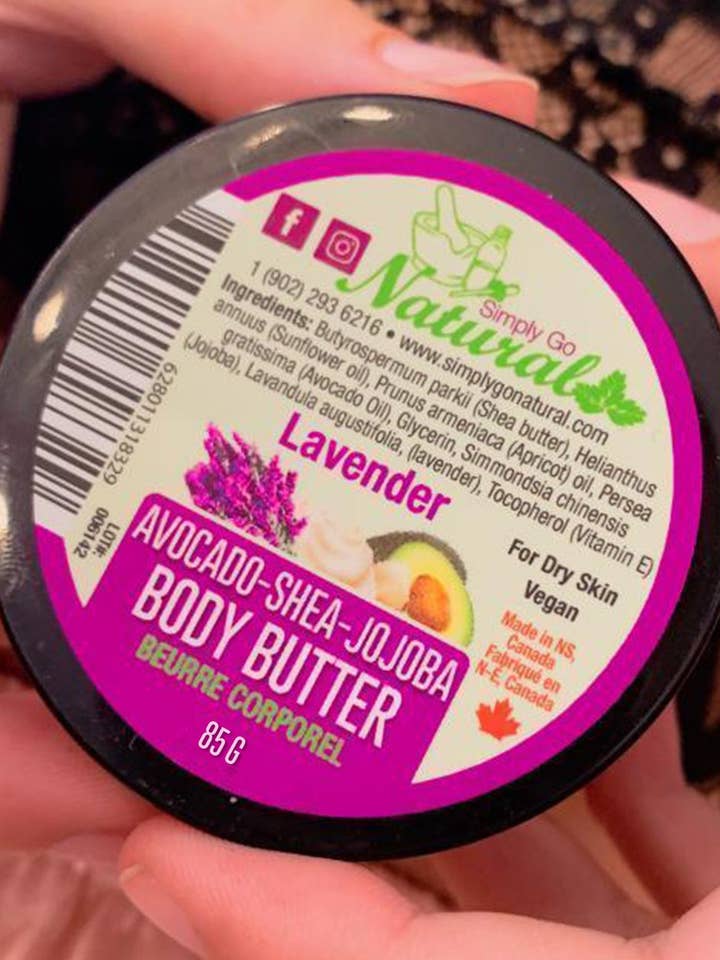 Simply Go
Natural
1 (902) 293 6216 • www.simplygonatural.com
Ingredients: Butyrospermum parkii (Shea butter), Helianthus
annuus (Sunflower oil), Prunus armeniaca (Apricot) oil, Persea
gratissima (Avocado Oil), Glycerin, Simmondsia chinensis
(Jojoba), Lavandula augustifolia, (lavender), Tocopherol (Vitamin E)
Lavender
For Dry Skin
Vegan
Made in NS,
Canada
Fabriqué en
N-É, Canada
AVOCADO-SHEA-JOJOBA
BODY BUTTER
BEURRE CORPOREL
85 G
628011318329
LOT#:
006142